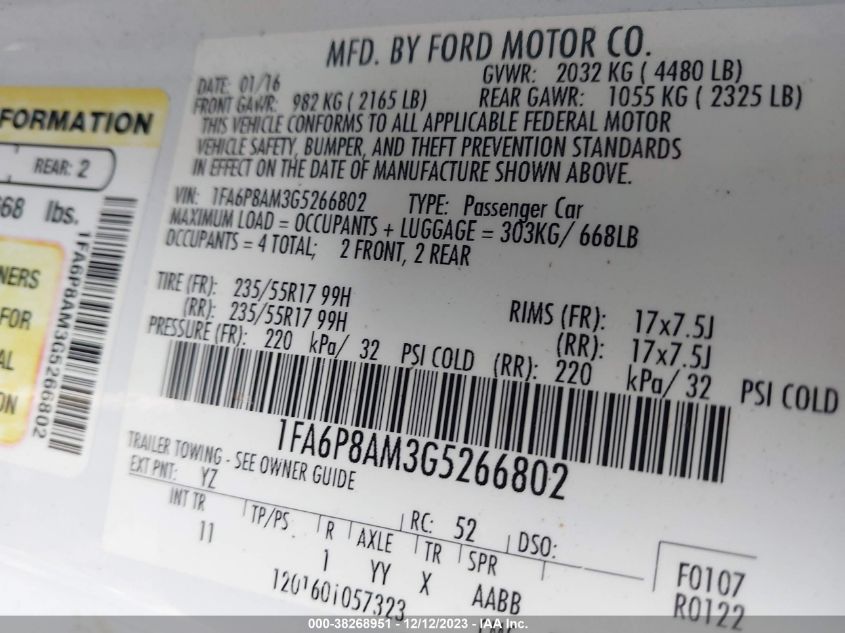 MFD. BY FORD MOTOR CO.
DATE: 01/16 GVWR: 2032 KG ( 4480 LB)
FRONT GAWR: 982 KG ( 2165 LB) REAR GAWR: 1055 KG ( 2325 LB)
THIS VEHICLE CONFORMS TO ALL APPLICABLE FEDERAL MOTOR
VEHICLE SAFETY, BUMPER, AND THEFT PREVENTION STANDARDS
IN EFFECT ON THE DATE OF MANUFACTURE SHOWN ABOVE.
VIN: 1FA6P8AM3G5266802 TYPE: Passenger Car
MAXIMUM LOAD = OCCUPANTS + LUGGAGE = 303KG/ 668LB
OCCUPANTS = 4 TOTAL; 2 FRONT, 2 REAR
TIRE (FR): 235/55R17 99H RIMS (FR): 17x7.5J
(RR): 235/55R17 99H (RR): 17x7.5J
PRESSURE (FR): 220 kPa/ 32 PSI COLD (RR): 220 kPa/ 32 PSI COLD
1FA6P8AM3G5266802
TRAILER TOWING - SEE OWNER GUIDE
EXT PNT: YZ RC: 52 DSO:
INT TR TP/PS R AXLE TR SPR F0107
11 1 YY X AABB R0122
120160i057323
FORMATION
REAR: 2
68 lbs.
NERS
FOR
AL
ON
1FA6P8AM3G5266802
000-38268951 - 12/12/2023 - IAA Inc.